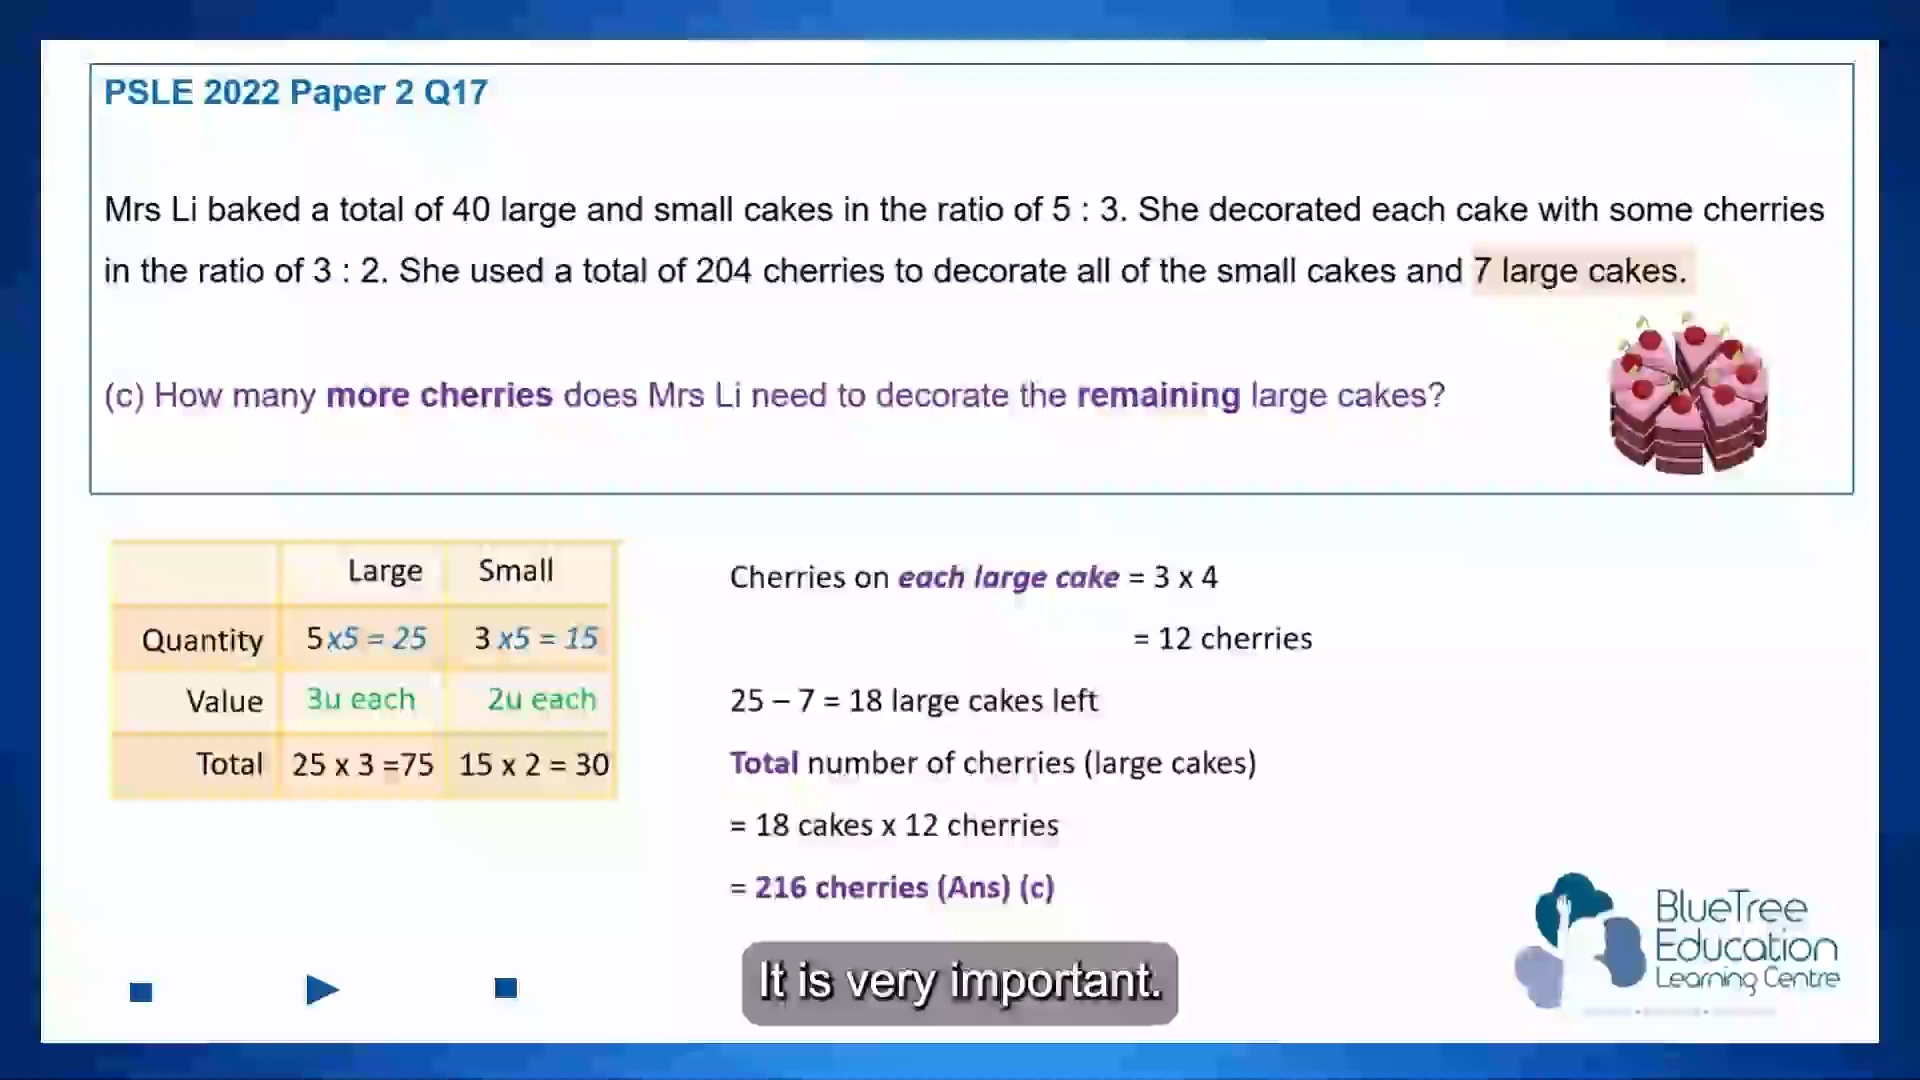 PSLE 2022 Paper 2 Q17
Mrs Li baked a total of 40 large and small cakes in the ratio of 5 : 3. She decorated each cake with some cherries
in the ratio of 3 : 2. She used a total of 204 cherries to decorate all of the small cakes and 7 large cakes.
(c) How many more cherries does Mrs Li need to decorate the remaining large cakes?
Large Small
Quantity 5x5 = 25 3 x5 = 15
Value 3u each 2u each
Total 25 x 3 =75 15 x 2 = 30
Cherries on each large cake = 3 x 4
= 12 cherries
25 – 7 = 18 large cakes left
Total number of cherries (large cakes)
= 18 cakes x 12 cherries
= 216 cherries (Ans) (c)
It is very important.
BlueTree
Education
Learning Centre